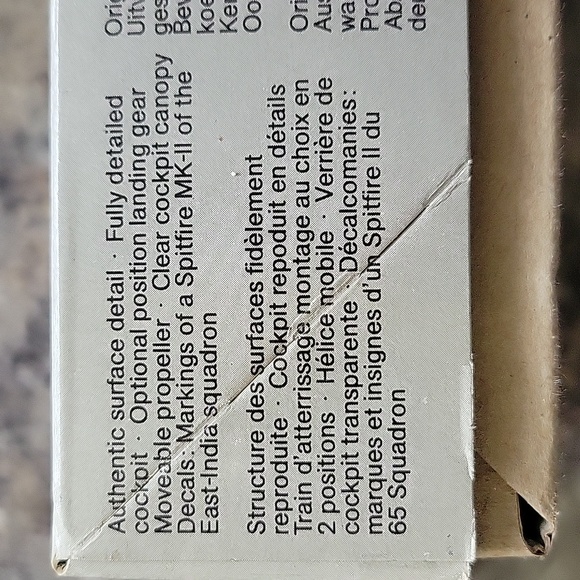 Authentic surface detail · Fully detailed
cockpit · Optional position landing gear
Moveable propeller · Clear cockpit canopy
Decals: Markings of a Spitfire MK-II of the
East-India squadron
Structure des surfaces fidèlement
reproduite · Cockpit repoduit en détails
Train d'atterrissage montage au choix en
2 positions · Hélice mobile · Verrière de
cockpit transparente · Décalcomanies:
marques et insignes d'un Spitfire II du
65 Squadron